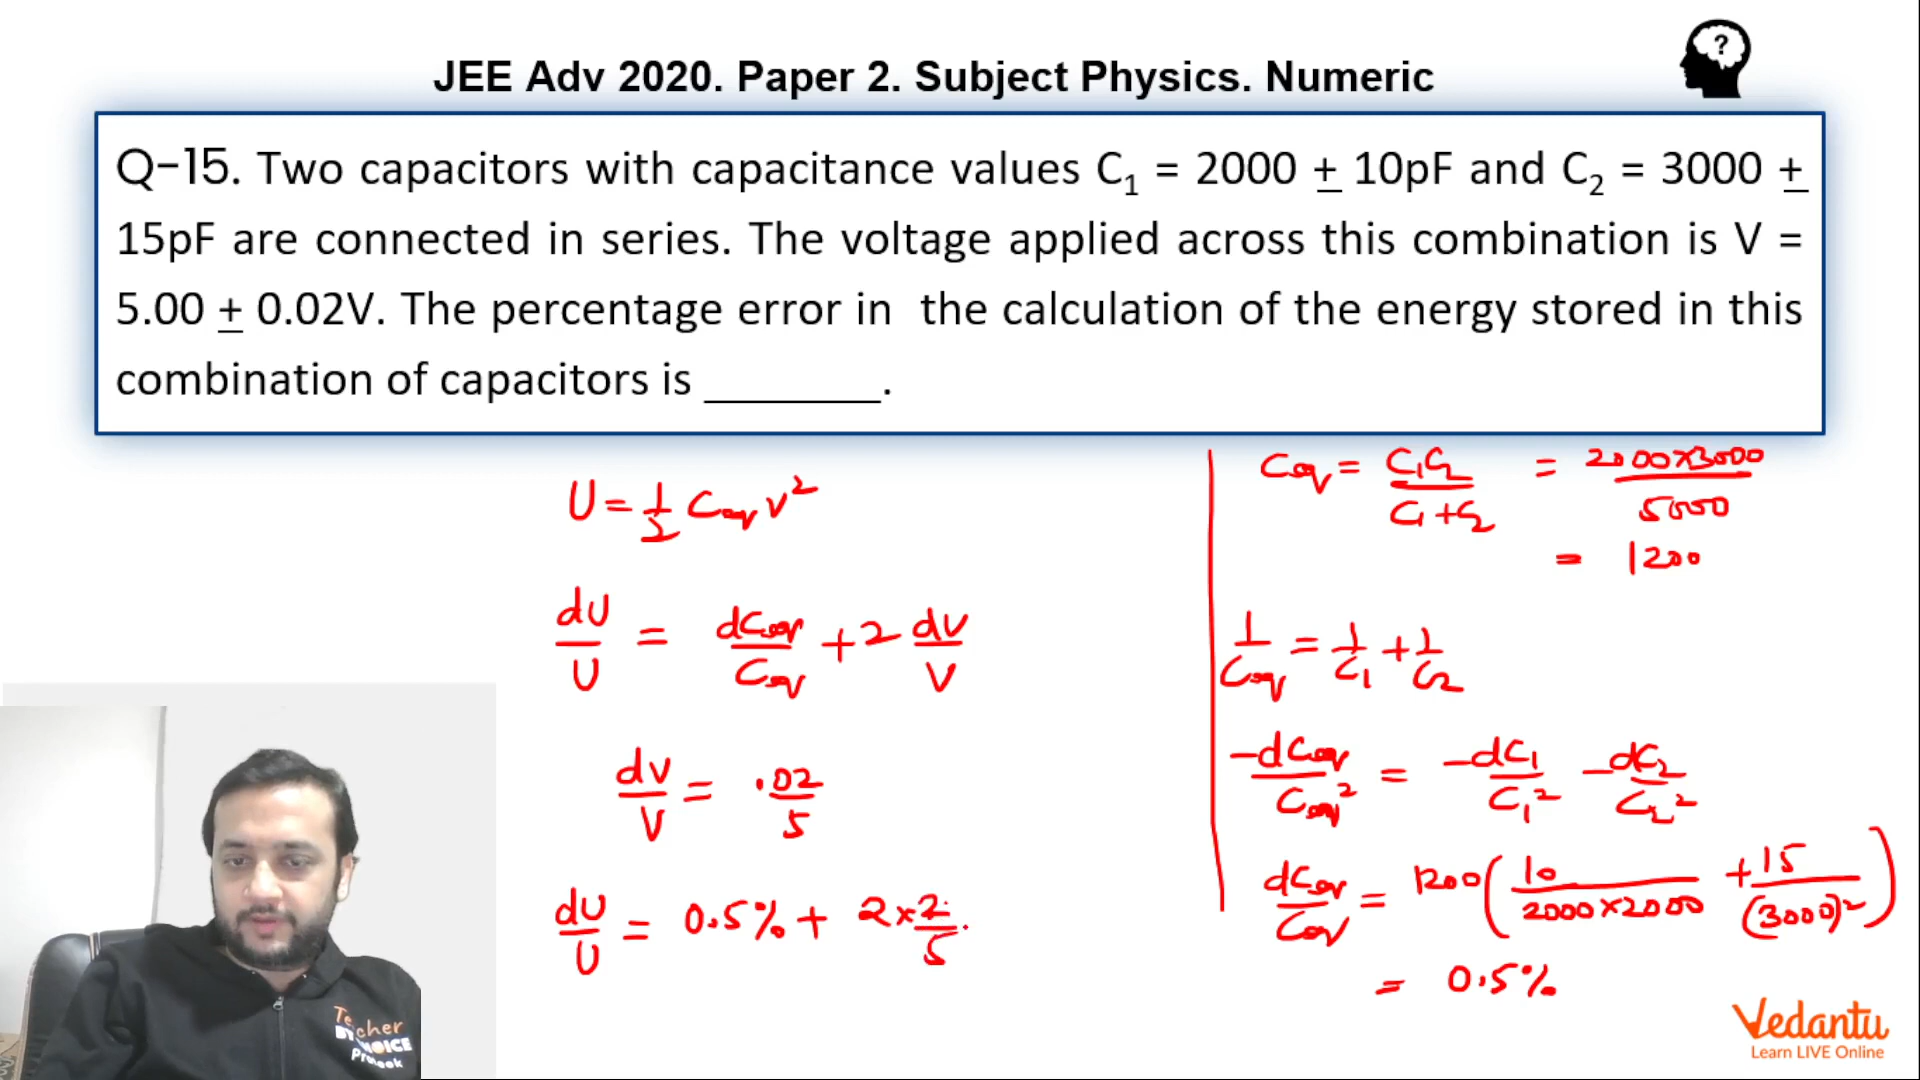 JEE Adv 2020. Paper 2. Subject Physics. Numeric
?
Q-15. Two capacitors with capacitance values C₁ = 2000 ± 10pF and C₂ = 3000 ±
15pF are connected in series. The voltage applied across this combination is V =
5.00 ± 0.02V. The percentage error in the calculation of the energy stored in this
combination of capacitors is ________.
U = 1/2 Ceq V²
dU/U = dCeq/Ceq + 2 dV/V
dV/V = .02/5
dU/U = 0.5% + 2×2/5.
Ceq = C₁C₂/C₁+C₂ = 2000×3000/5000
= 1200
1/Ceq = 1/C₁ + 1/C₂
-dCeq/Ceq² = -dC₁/C₁² - dC₂/C₂²
dCeq/Ceq = 1200(10/2000×2000 + 15/(3000)²)
= 0.5%
Teacher
BY CHOICE
Prateek
Vedantu
Learn LIVE Online